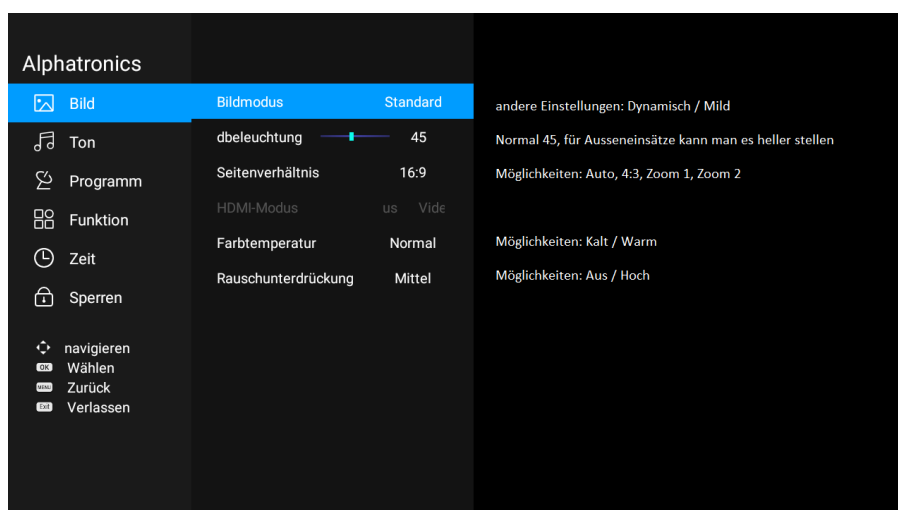 Alphatronics
Bild
Ton
Programm
Funktion
Zeit
Sperren
navigieren
OK Wählen
MENU Zurück
Exit Verlassen
Bildmodus Standard
dbeleuchtung 45
Seitenverhältnis 16:9
HDMI-Modus us Vide
Farbtemperatur Normal
Rauschunterdrückung Mittel
andere Einstellungen: Dynamisch / Mild
Normal 45, für Ausseneinsätze kann man es heller stellen
Möglichkeiten: Auto, 4:3, Zoom 1, Zoom 2
Möglichkeiten: Kalt / Warm
Möglichkeiten: Aus / Hoch